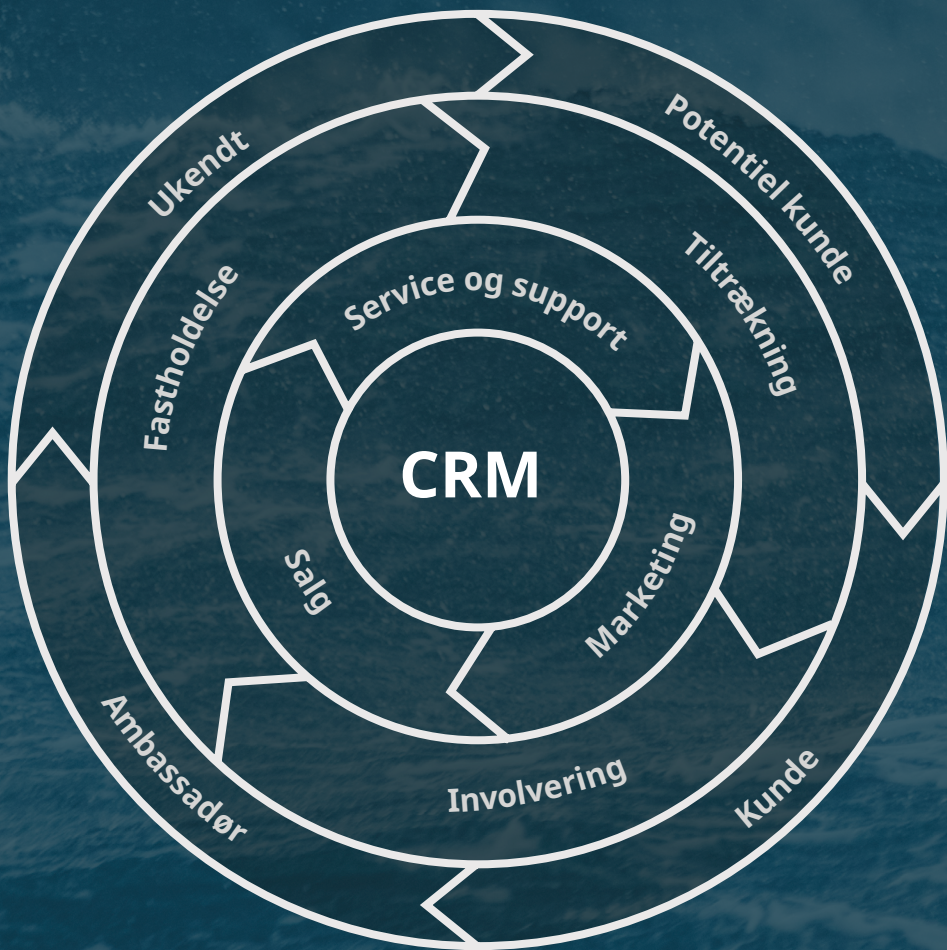 Ukendt
Potentiel kunde
Kunde
Ambassadør
Fastholdelse
Tiltrækning
Involvering
Service og support
Marketing
Salg
CRM